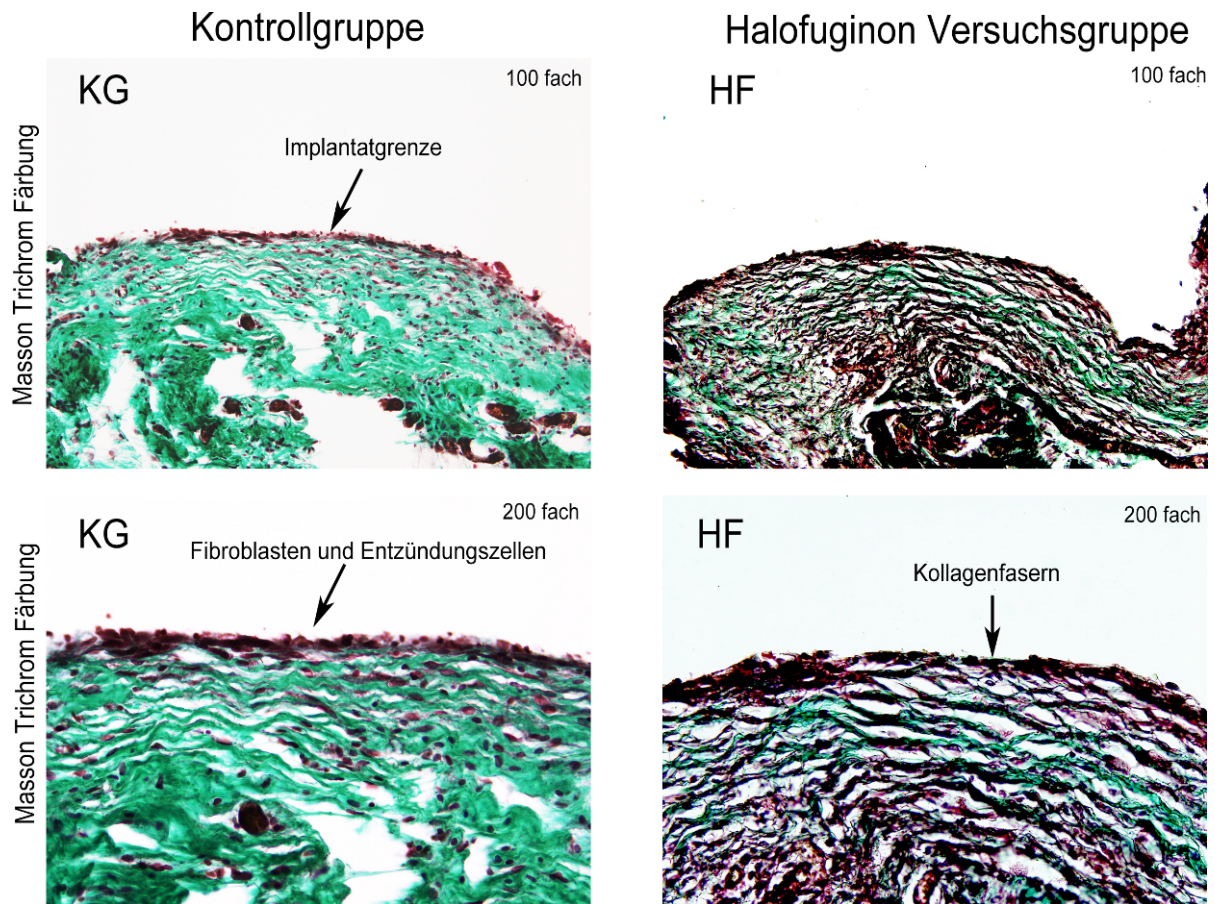 Kontrollgruppe
Halofuginon Versuchsgruppe
Masson Trichrom Färbung
KG
100 fach
Implantatgrenze
HF
100 fach
Masson Trichrom Färbung
KG
200 fach
Fibroblasten und Entzündungszellen
HF
200 fach
Kollagenfasern